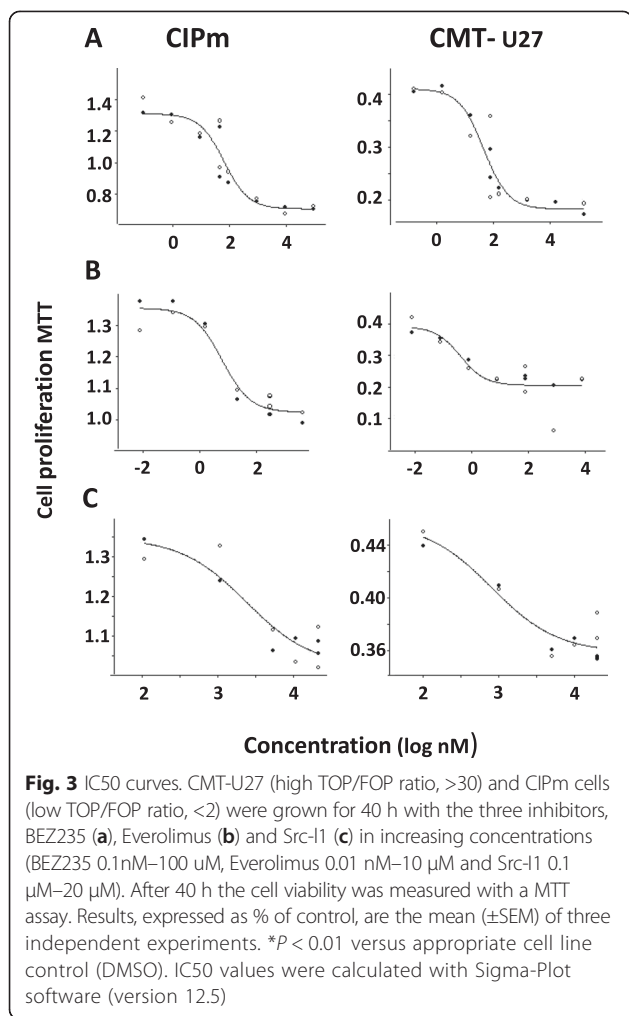 A CIPm CMT- U27
1.4
1.2
1.0
0.8
0 2 4
0.4
0.3
0.2
0 2 4
B
1.3
1.2
1.1
1.0
-2 0 2
0.4
0.3
0.2
0.1
-2 0 2 4
Cell proliferation MTT
C
1.3
1.2
1.1
2 3 4
0.44
0.40
0.36
2 3 4
Concentration (log nM)
Fig. 3 IC50 curves. CMT-U27 (high TOP/FOP ratio, >30) and CIPm cells
(low TOP/FOP ratio, <2) were grown for 40 h with the three inhibitors,
BEZ235 (a), Everolimus (b) and Src-l1 (c) in increasing concentrations
(BEZ235 0.1nM–100 uM, Everolimus 0.01 nM–10 μM and Src-I1 0.1
μM–20 μM). After 40 h the cell viability was measured with a MTT
assay. Results, expressed as % of control, are the mean (±SEM) of three
independent experiments. *P < 0.01 versus appropriate cell line
control (DMSO). IC50 values were calculated with Sigma-Plot
software (version 12.5)